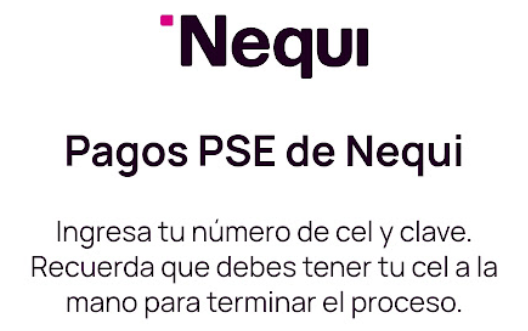 Nequi
Pagos PSE de Nequi
Ingresa tu número de cel y clave.
Recuerda que debes tener tu cel a la
mano para terminar el proceso.